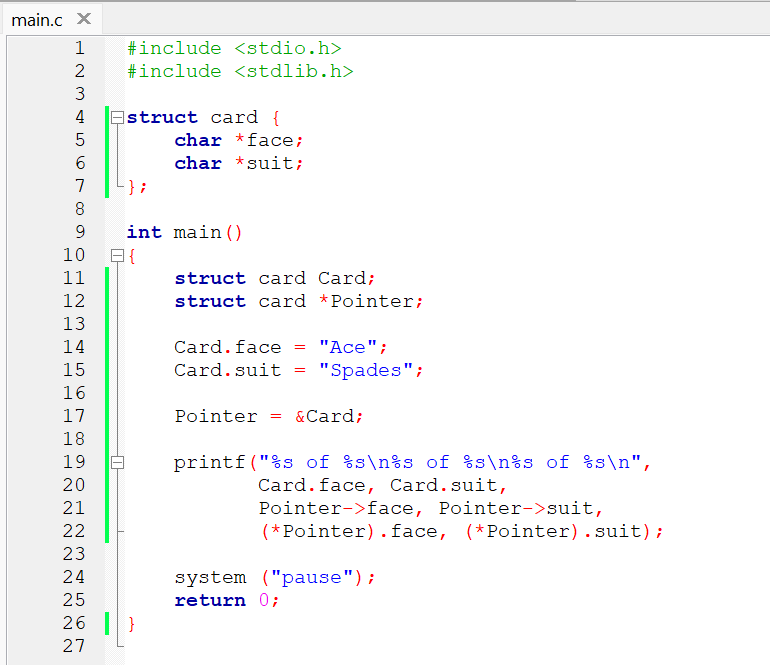 main.c ✕
1 #include <stdio.h>
2 #include <stdlib.h>
3
4 struct card {
5     char *face;
6     char *suit;
7 };
8
9 int main()
10 {
11     struct card Card;
12     struct card *Pointer;
13
14     Card.face = "Ace";
15     Card.suit = "Spades";
16
17     Pointer = &Card;
18
19     printf("%s of %s\n%s of %s\n%s of %s\n",
20            Card.face, Card.suit,
21            Pointer->face, Pointer->suit,
22            (*Pointer).face, (*Pointer).suit);
23
24     system ("pause");
25     return 0;
26 }
27